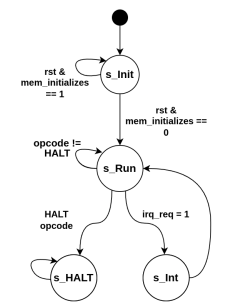 s_Init
rst &
mem_initializes
== 1
rst &
mem_initializes ==
0
opcode !=
HALT
s_Run
HALT
opcode
irq_req = 1
s_HALT
s_Int